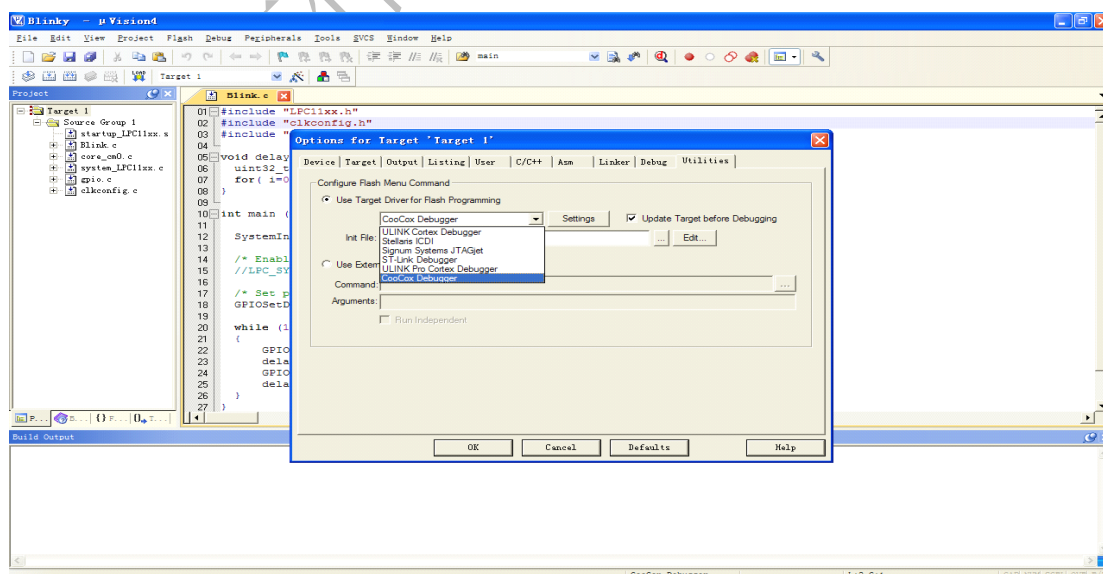 Blinky - µVision4
File Edit View Project Flash Debug Peripherals Tools SVCS Window Help
main
LOAD Target 1
Project
Blink.c
Target 1
Source Group 1
startup_LPC11xx.s
Blink.c
core_cm0.c
system_LPC11xx.c
gpio.c
clkconfig.c
01 #include "LPC11xx.h"
02 #include "clkconfig.h"
03 #include "
04
05 void delay
06 uint32_t
07 for( i=0
08 }
09
10 int main (
11
12 SystemIn
13
14 /* Enabl
15 //LPC_SY
16
17 /* Set p
18 GPIOSetD
19
20 while (1
21 {
22 GPIO
23 dela
24 GPIO
25 dela
26 }
27 }
Options for Target 'Target 1'
Device Target Output Listing User C/C++ Asm Linker Debug Utilities
Configure Flash Menu Command
Use Target Driver for Flash Programming
CooCox Debugger Settings Update Target before Debugging
Init File: ... Edit...
ULINK Cortex Debugger
Stellaris ICDI
Signum Systems JTAGjet
ST-Link Debugger
ULINK Pro Cortex Debugger
CooCox Debugger
Use Extern
Command: ...
Arguments:
Run Independent
OK Cancel Defaults Help
P... B... {} F... 0 T...
Build Output
CooCox Debugger